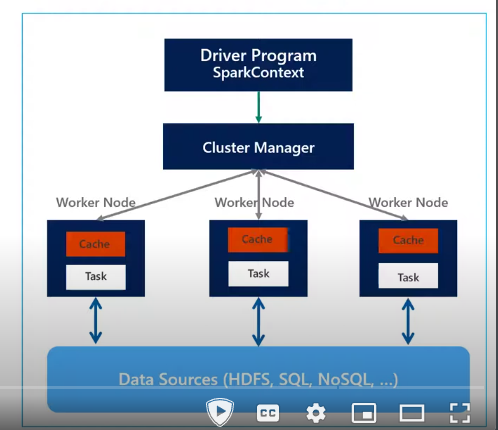 Driver Program
SparkContext
Cluster Manager
Worker Node
Worker Node
Worker Node
Cache
Cache
Cache
Task
Task
Task
Data Sources (HDFS, SQL, NoSQL, ...)
CC